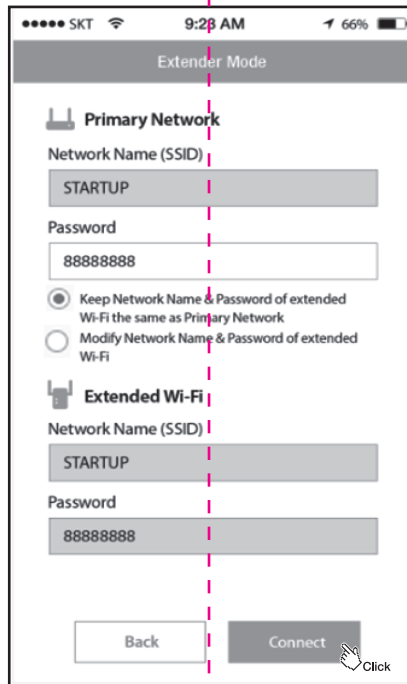 SKT 9:28 AM 66%
Extender Mode
Primary Network
Network Name (SSID)
STARTUP
Password
88888888
Keep Network Name & Password of extended
Wi-Fi the same as Primary Network
Modify Network Name & Password of extended
Wi-Fi
Extended Wi-Fi
Network Name (SSID)
STARTUP
Password
88888888
Back Connect
Click